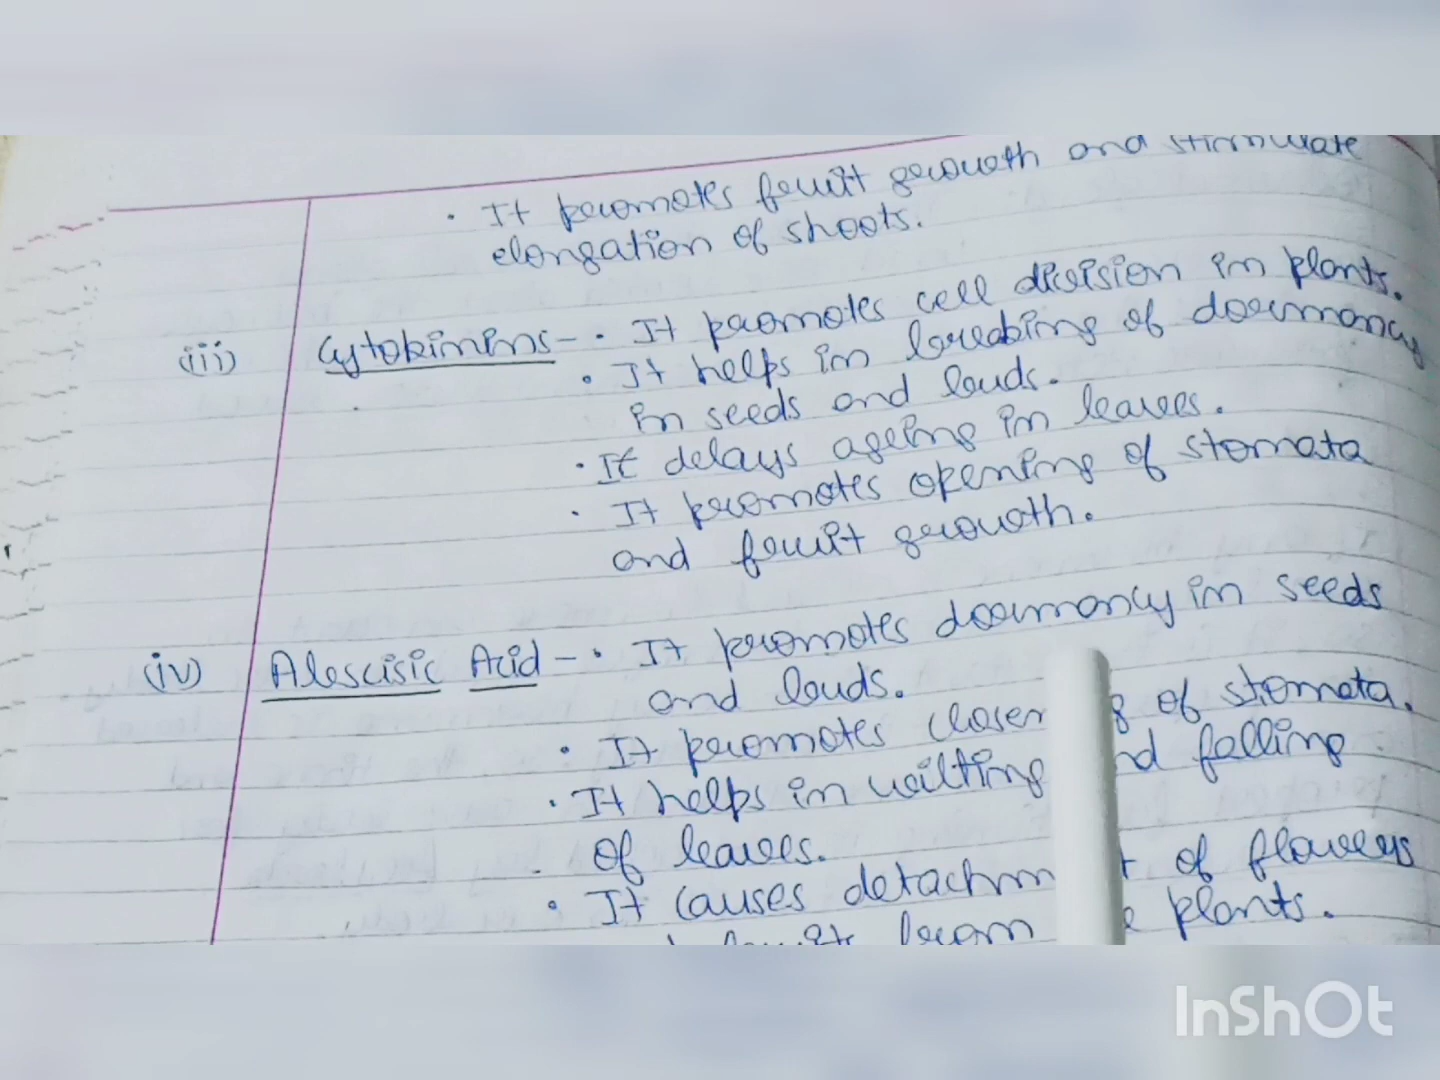 • It promotes fruit growth and stimulate
elongation of shoots.
(iii) Cytokinins – • It promotes cell division in plants.
• It helps in breaking of dormancy
in seeds and buds.
• It delays ageing in leaves.
• It promotes opening of stomata
and fruit growth.
(iv) Abscisic Acid – • It promotes dormancy in seeds
and buds.
• It promotes of stomata.
• It helps in wilting falling
of leaves.
• It causes of flowers
from plants.
InShOt